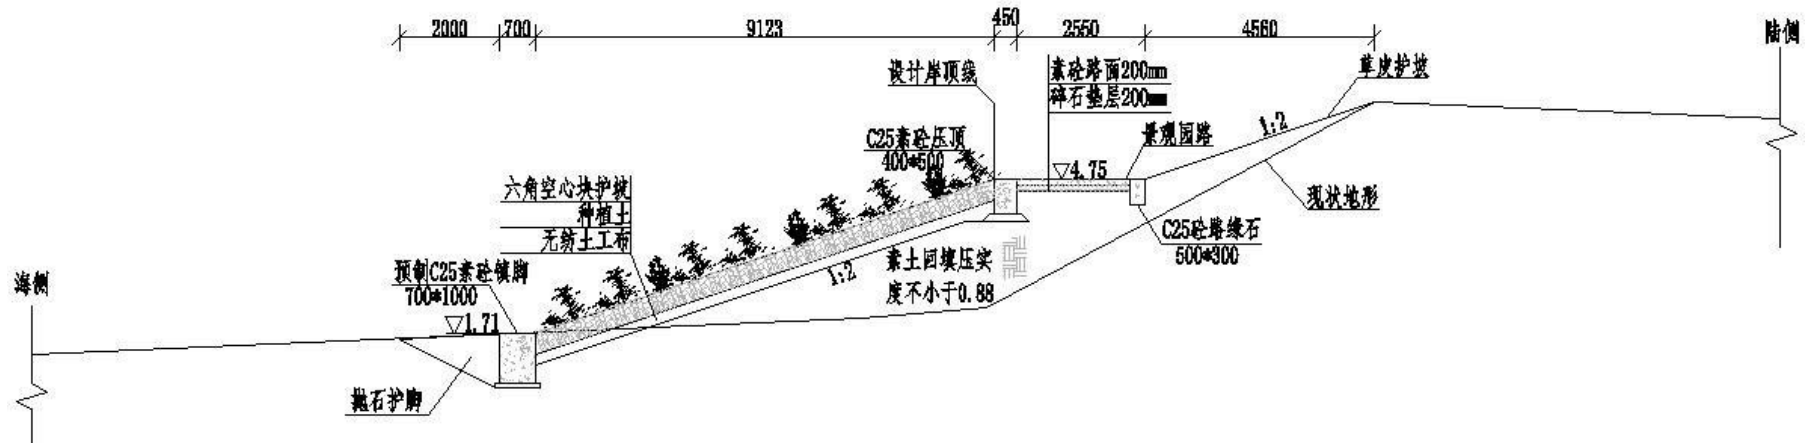 2000 700 9123 450 2550 4560
海侧
陆侧
设计岸顶线
素砼路面200mm
碎石垫层200mm
草皮护坡
1:2
景观园路
C25素砼压顶
400*500
▽4.75
现状地形
六角空心块护坡
种植土
无纺土工布
C25砼路缘石
500*300
1:2
素土回填压实
度不小于0.88
预制C25素砼镇脚
700*1000
▽1.71
抛石护脚